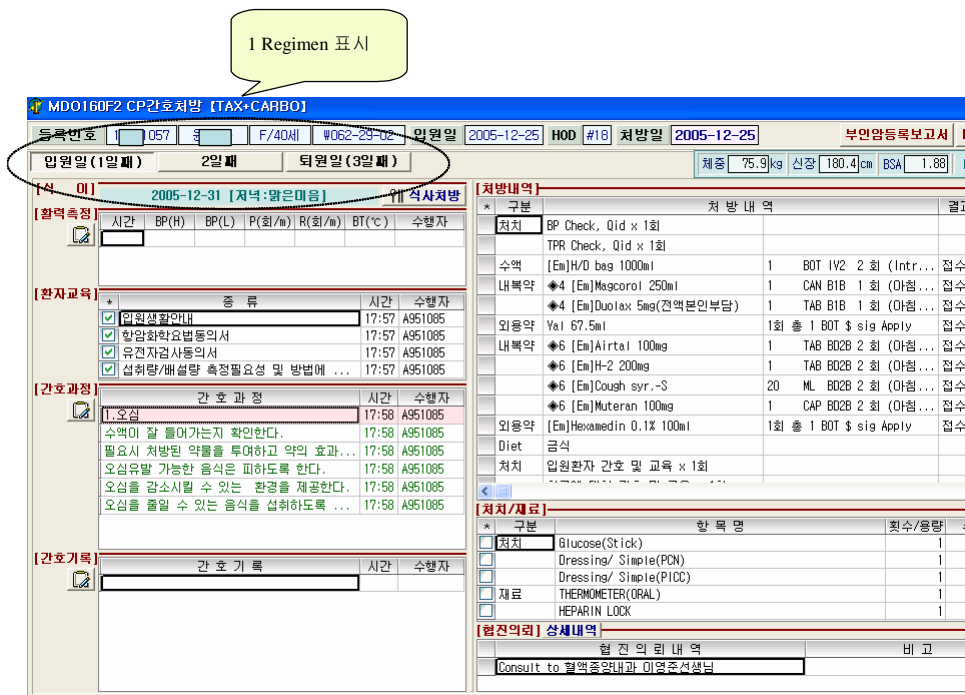 1 Regimen 표시
MDO160F2 CP간호처방 [TAX+CARBO]
등록번호 1 057 F/40세 ₩062-29-02 입원일 2005-12-25 HOD #18 처방일 2005-12-25 부인암등록보고서
입원일(1일째) 2일째 퇴원일(3일째) 체중 75.9 kg 신장 180.4 cm BSA 1.88
[식 이] 2005-12-31 [저녁:맑은미음] 식사처방
[활력측정]
시간 BP(H) BP(L) P(회/m) R(회/m) BT(℃) 수행자
[환자교육]
* 종 류 시간 수행자
입원생활안내 17:57 A951085
항암화학요법동의서 17:57 A951085
유전자검사동의서 17:57 A951085
섭취량/배설량 측정필요성 및 방법에 ... 17:57 A951085
[간호과정]
간 호 과 정 시간 수행자
1.오심 17:58 A951085
수액이 잘 들어가는지 확인한다. 17:58 A951085
필요시 처방된 약물을 투여하고 약의 효과... 17:58 A951085
오심유발 가능한 음식은 피하도록 한다. 17:58 A951085
오심을 감소시킬 수 있는 환경을 제공한다. 17:58 A951085
오심을 줄일 수 있는 음식을 섭취하도록 ... 17:58 A951085
[간호기록]
간 호 기 록 시간 수행자
[처방내역]
* 구분 처 방 내 역
처치 BP Check, Qid x 1회
TPR Check, Qid x 1회
수액 [Em]H/D bag 1000ml 1 BOT IV2 2 회 (Intr... 접수
내복약 ◈4 [Em]Magcorol 250ml 1 CAN B1B 1 회 (아침... 접수
◈4 [Em]Duolax 5mg(전액본인부담) 1 TAB B1B 1 회 (아침... 접수
외용약 Val 67.5ml 1회 총 1 BOT $ sig Apply 접수
내복약 ◈6 [Em]Airtal 100mg 1 TAB BD2B 2 회 (아침... 접수
◈6 [Em]H-2 200mg 1 TAB BD2B 2 회 (아침... 접수
◈6 [Em]Cough syr.-S 20 ML BD2B 2 회 (아침... 접수
◈6 [Em]Muteran 100mg 1 CAP BD2B 2 회 (아침... 접수
외용약 [Em]Hexamedin 0.1% 100ml 1회 총 1 BOT $ sig Apply 접수
Diet 금식
처치 입원환자 간호 및 교육 x 1회
[처치/재료]
* 구분 항 목 명 횟수/용량
처치 Glucose(Stick) 1
Dressing/ Simple(PCN) 1
Dressing/ Simple(PICC) 1
재료 THERMOMETER(ORAL) 1
HEPARIN LOCK 1
[협진의뢰] 상세내역
협 진 의 뢰 내 역 비 고
Consult to 혈액종양내과 이영준선생님